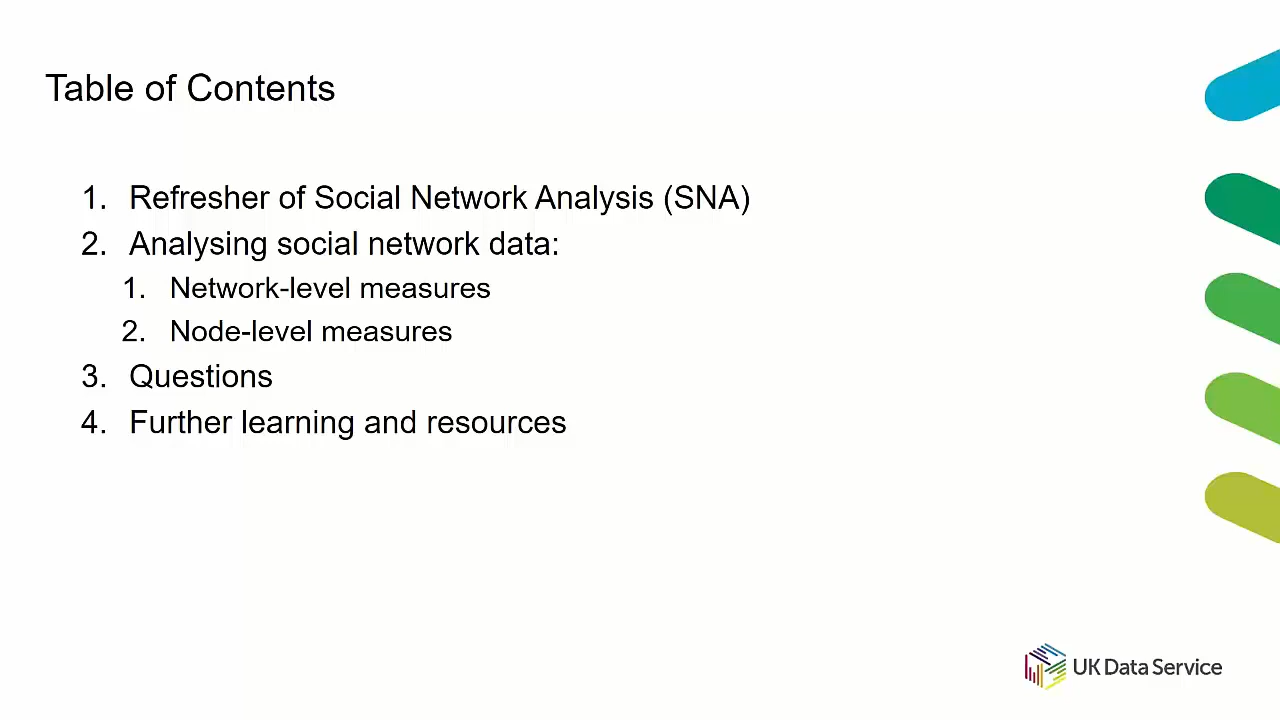 Table of Contents
1. Refresher of Social Network Analysis (SNA)
2. Analysing social network data:
1. Network-level measures
2. Node-level measures
3. Questions
4. Further learning and resources
UK Data Service